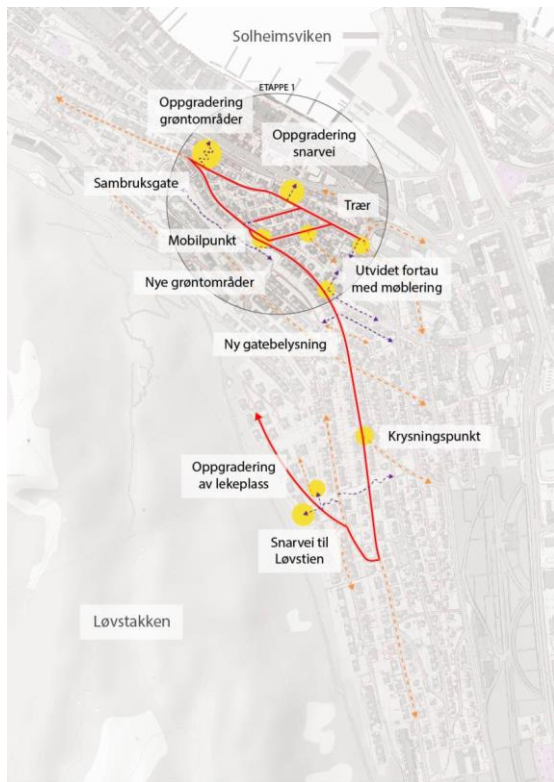 Solheimsviken
ETAPPE 1
Oppgradering
grøntområder
Oppgradering
snarvei
Sambruksgate
Trær
Mobilpunkt
Nye grøntområder
Utvidet fortau
med møblering
Ny gatebelysning
Krysningspunkt
Oppgradering
av lekeplass
Snarvei til
Løvstien
Løvstakken